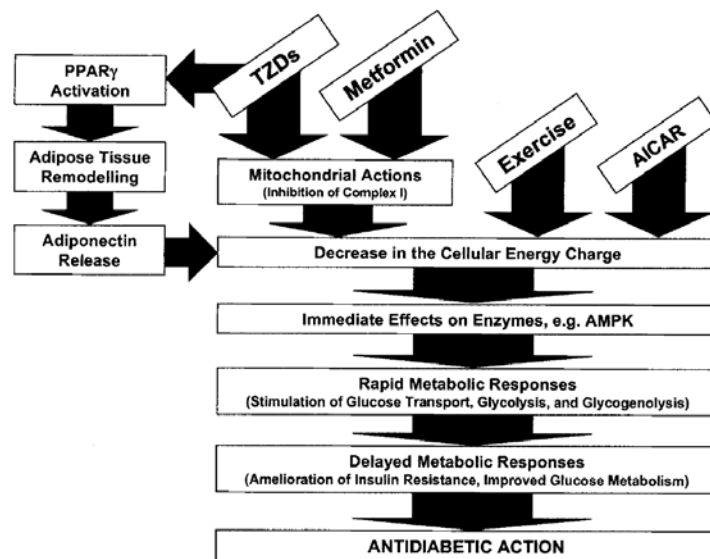 PPARγ
Activation
TZDs
Metformin
Adipose Tissue
Remodelling
Mitochondrial Actions
(Inhibition of Complex I)
Exercise
AICAR
Adiponectin
Release
Decrease in the Cellular Energy Charge
Immediate Effects on Enzymes, e.g. AMPK
Rapid Metabolic Responses
(Stimulation of Glucose Transport, Glycolysis, and Glycogenolysis)
Delayed Metabolic Responses
(Amelioration of Insulin Resistance, Improved Glucose Metabolism)
ANTIDIABETIC ACTION